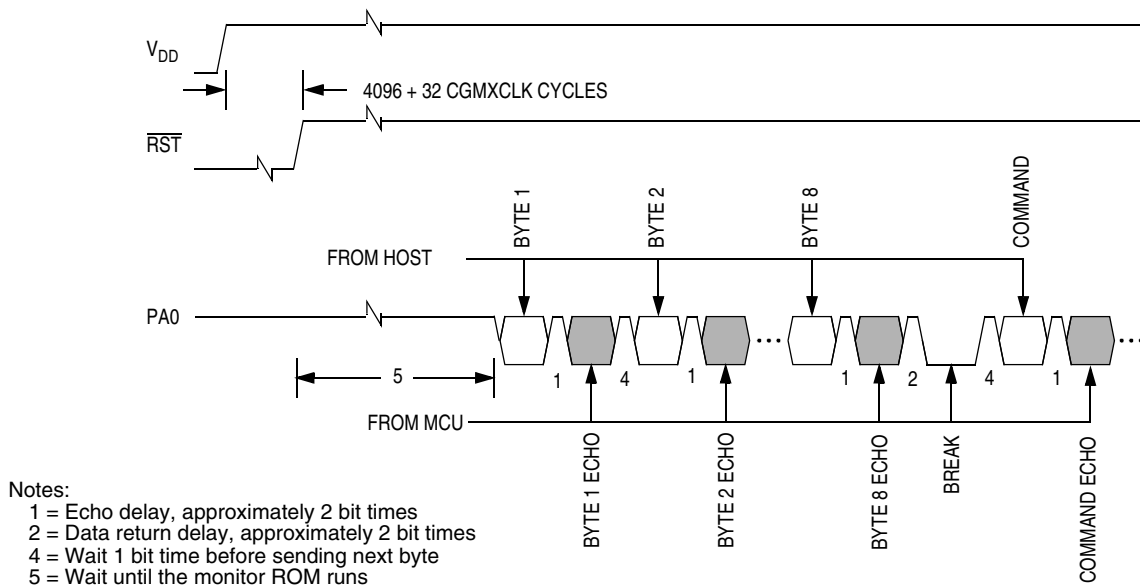 VDD
4096 + 32 CGMXCLK CYCLES
RST
BYTE 1
BYTE 2
BYTE 8
COMMAND
FROM HOST
PA0
5
1
4
1
1
2
4
1
FROM MCU
BYTE 1 ECHO
BYTE 2 ECHO
BYTE 8 ECHO
BREAK
COMMAND ECHO
Notes:
1 = Echo delay, approximately 2 bit times
2 = Data return delay, approximately 2 bit times
4 = Wait 1 bit time before sending next byte
5 = Wait until the monitor ROM runs